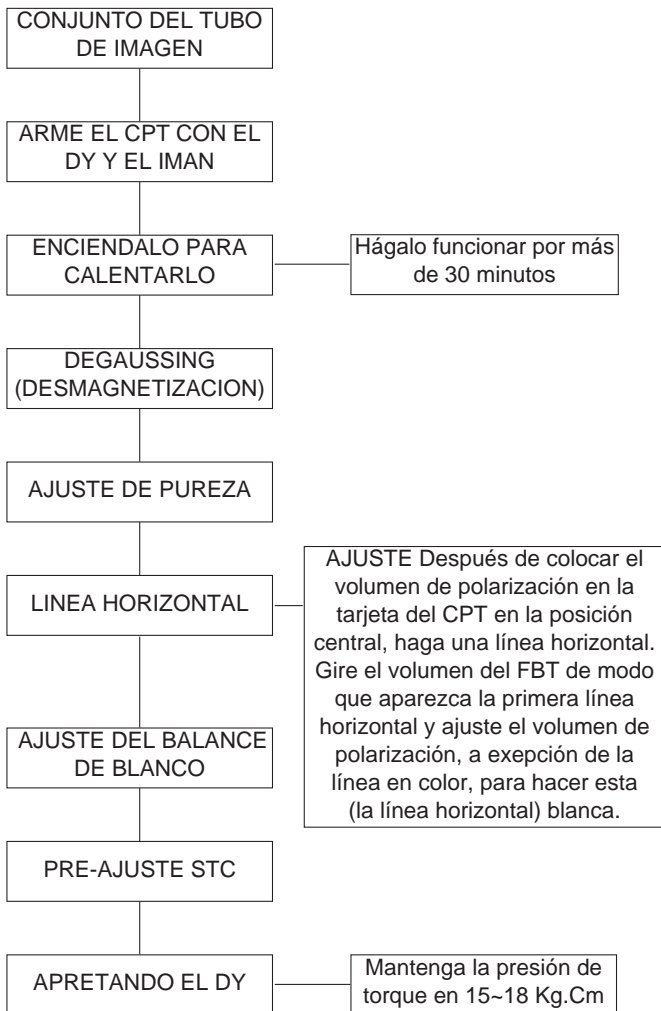 CONJUNTO DEL TUBO
DE IMAGEN
ARME EL CPT CON EL
DY Y EL IMAN
ENCIENDALO PARA
CALENTARLO
Hágalo funcionar por más
de 30 minutos
DEGAUSSING
(DESMAGNETIZACION)
AJUSTE DE PUREZA
LINEA HORIZONTAL
AJUSTE Después de colocar el
volumen de polarización en la
tarjeta del CPT en la posición
central, haga una línea horizontal.
Gire el volumen del FBT de modo
que aparezca la primera línea
horizontal y ajuste el volumen de
polarización, a exepción de la
línea en color, para hacer esta
(la línea horizontal) blanca.
AJUSTE DEL BALANCE
DE BLANCO
PRE-AJUSTE STC
APRETANDO EL DY
Mantenga la presión de
torque en 15~18 Kg.Cm